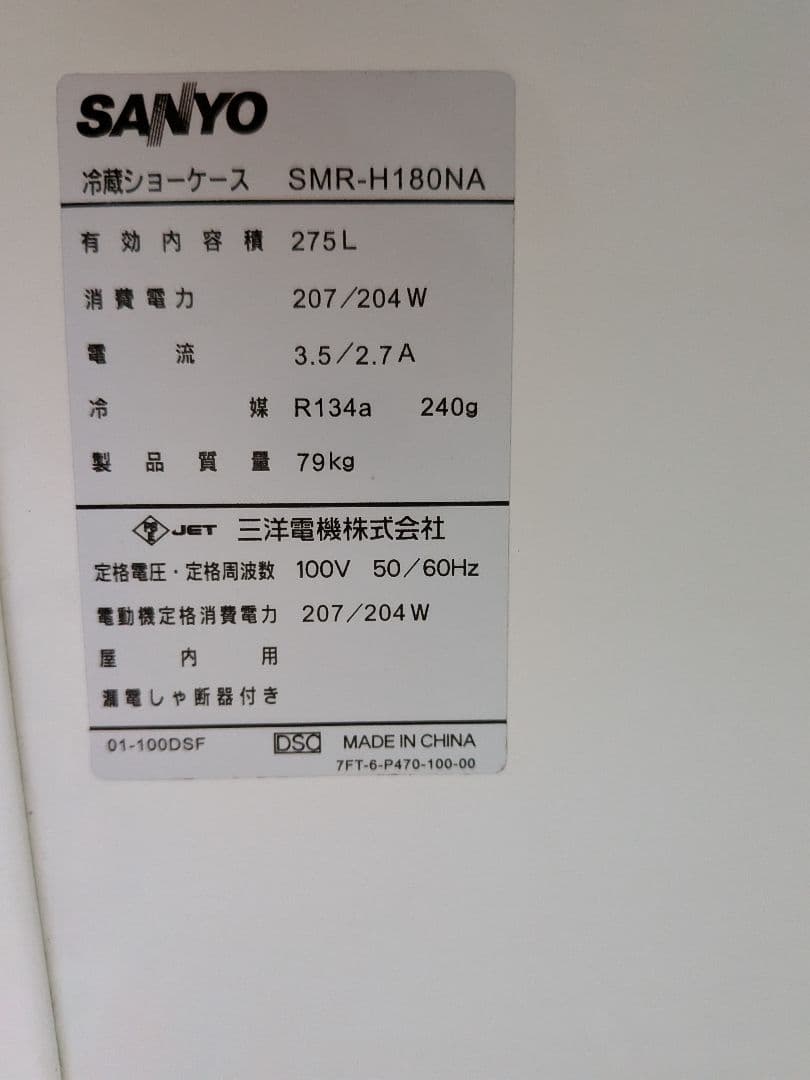 SANYO
冷蔵ショーケース SMR-H180NA
有効内容積 275L
消費電力 207/204W
電流 3.5/2.7A
冷媒 R134a 240g
製品質量 79kg
PSE JET 三洋電機株式会社
定格電圧・定格周波数 100V 50/60Hz
電動機定格消費電力 207/204W
屋内用
漏電しゃ断器付き
01-100DSF DSC MADE IN CHINA
7FT-6-P470-100-00